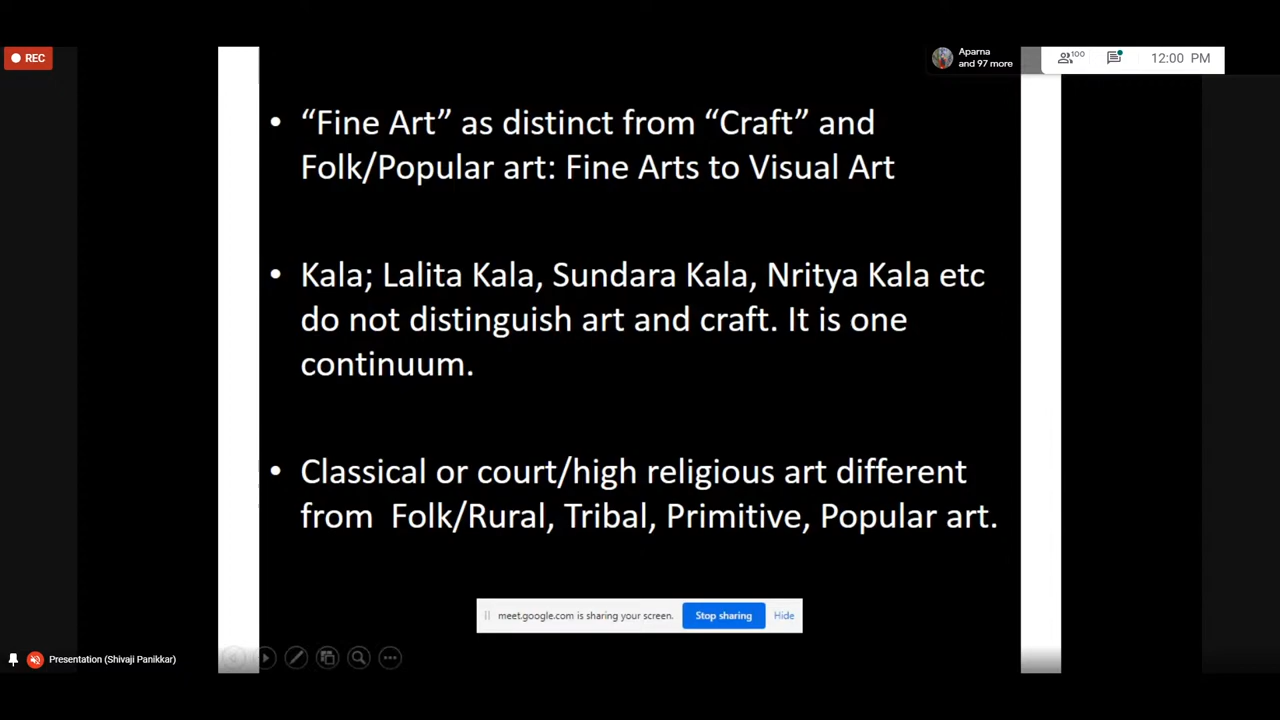 REC
Aparna
and 97 more
100
12:00 PM
• “Fine Art” as distinct from “Craft” and
Folk/Popular art: Fine Arts to Visual Art
• Kala; Lalita Kala, Sundara Kala, Nritya Kala etc
do not distinguish art and craft. It is one
continuum.
• Classical or court/high religious art different
from Folk/Rural, Tribal, Primitive, Popular art.
meet.google.com is sharing your screen. Stop sharing Hide
Presentation (Shivaji Panikkar)